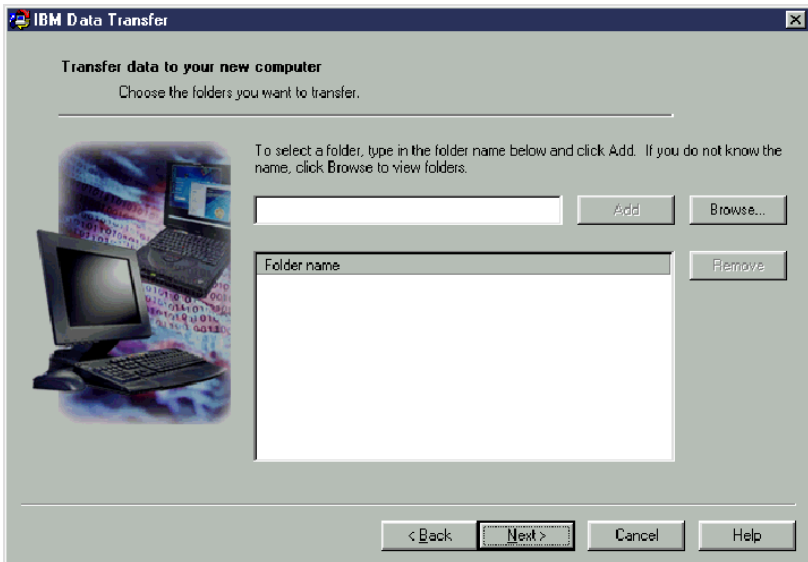 IBM Data Transfer
Transfer data to your new computer
Choose the folders you want to transfer.
To select a folder, type in the folder name below and click Add. If you do not know the
name, click Browse to view folders.
Add
Browse...
Folder name
Remove
< Back
Next >
Cancel
Help